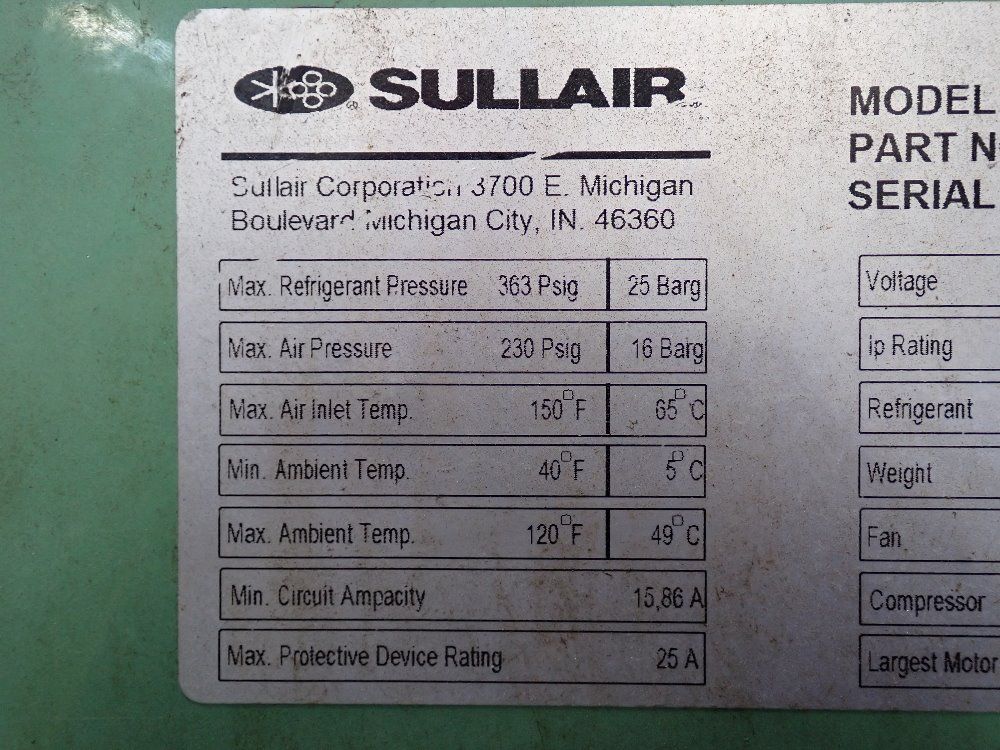 SULLAIR
Sullair Corporation 3700 E. Michigan
Boulevard Michigan City, IN. 46360
Max. Refrigerant Pressure 363 Psig 25 Barg
Max. Air Pressure 230 Psig 16 Barg
Max. Air Inlet Temp. 150°F 65°C
Min. Ambient Temp. 40°F 5°C
Max. Ambient Temp. 120°F 49°C
Min. Circuit Ampacity 15,86 A
Max. Protective Device Rating 25 A
MODEL
PART N
SERIAL
Voltage
Ip Rating
Refrigerant
Weight
Fan
Compressor
Largest Motor